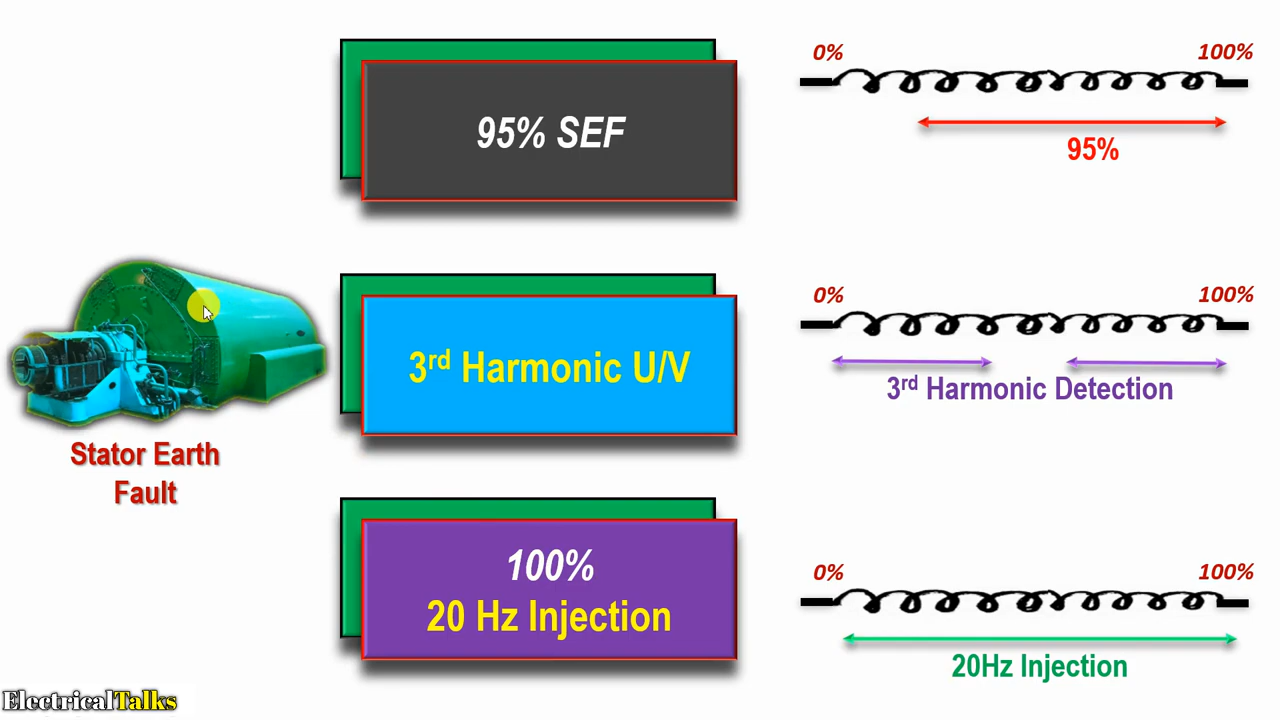 95% SEF
0%
100%
95%
3rd Harmonic U/V
0%
100%
3rd Harmonic Detection
Stator Earth
Fault
100%
20 Hz Injection
0%
100%
20Hz Injection
ElectricalTalks